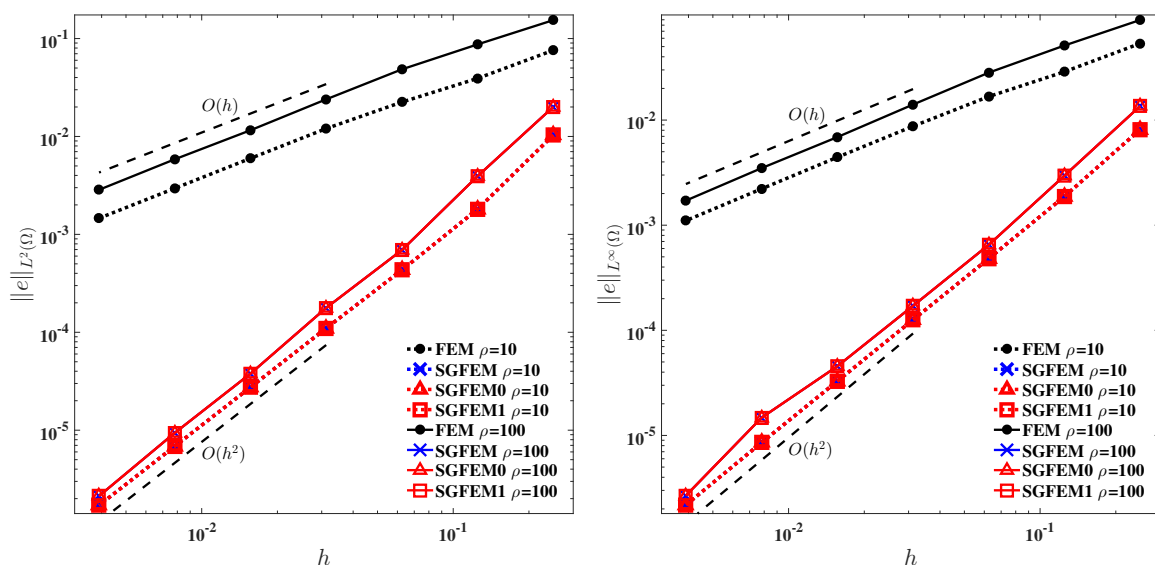 10^{-1}
10^{-2}
10^{-3}
10^{-4}
10^{-5}
||e||_{L^2(Ω)}
O(h)
O(h^2)
FEM ρ=10
SGFEM ρ=10
SGFEM0 ρ=10
SGFEM1 ρ=10
FEM ρ=100
SGFEM ρ=100
SGFEM0 ρ=100
SGFEM1 ρ=100
10^{-2}
10^{-1}
h
10^{-2}
10^{-3}
10^{-4}
10^{-5}
||e||_{L^∞(Ω)}
O(h)
O(h^2)
FEM ρ=10
SGFEM ρ=10
SGFEM0 ρ=10
SGFEM1 ρ=10
FEM ρ=100
SGFEM ρ=100
SGFEM0 ρ=100
SGFEM1 ρ=100
10^{-2}
10^{-1}
h